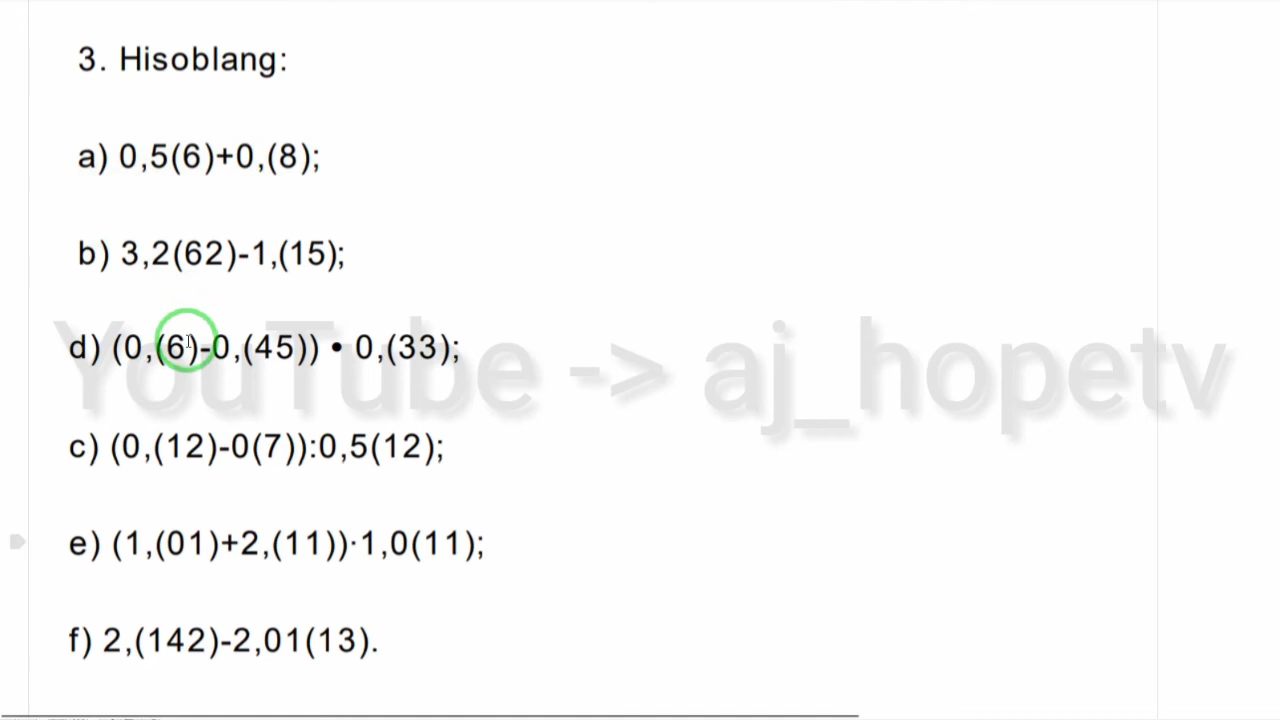 3. Hisoblang:
a) 0,5(6)+0,(8);
b) 3,2(62)-1,(15);
d) (0,(6)-0,(45)) • 0,(33);
YouTube -> aj_hopetv
c) (0,(12)-0(7)):0,5(12);
e) (1,(01)+2,(11))·1,0(11);
f) 2,(142)-2,01(13).